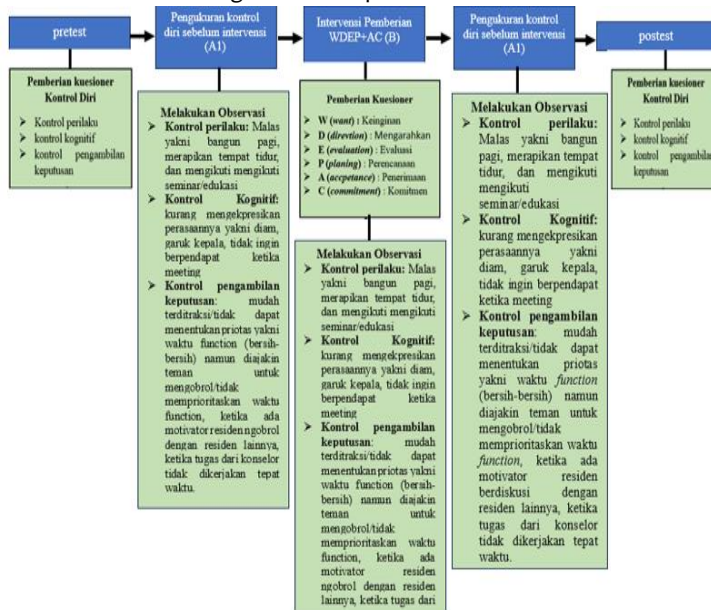 pretest
Pengukuran kontrol
diri sebelum intervensi
(A1)
Intervensi Pemberian
WDEP+AC (B)
Pengukuran kontrol
diri sebelum intervensi
(A1)
postest
Pemberian kuesioner
Kontrol Diri
➢ Kontrol perilaku
➢ kontrol kognitif
➢ kontrol pengambilan
keputusan
Melakukan Observasi
➢ Kontrol perilaku: Malas
yakni bangun pagi,
merapikan tempat tidur,
dan mengikuti mengikuti
seminar/edukasi
➢ Kontrol Kognitif:
kurang mengekpresikan
perasaannya yakni diam,
garuk kepala, tidak ingin
berpendapat ketika
meeting
➢ Kontrol pengambilan
keputusan: mudah
terditraksi/tidak dapat
menentukan priotas yakni
waktu function (bersih-
bersih) namun diajakin
teman untuk
mengobrol/tidak
memprioritaskan waktu
function, ketika ada
motivator residen ngobrol
dengan residen lainnya,
ketika tugas dari konselor
tidak dikerjakan tepat
waktu.
Pemberian Kuesioner
➢ W (want) : Keinginan
➢ D (direvtion) : Mengarahkan
➢ E (evaluation) : Evaluasi
➢ P (planing) : Perencanaan
➢ A (accpetance) : Penerimaan
➢ C (commitment) : Komitmen
Melakukan Observasi
➢ Kontrol perilaku: Malas
yakni bangun pagi,
merapikan tempat tidur,
dan mengikuti mengikuti
seminar/edukasi
➢ Kontrol Kognitif:
kurang mengekpresikan
perasaannya yakni diam,
garuk kepala, tidak ingin
berpendapat ketika
meeting
➢ Kontrol pengambilan
keputusan: mudah
terditraksi/tidak dapat
menentukan priotas yakni
waktu function (bersih-
bersih) namun diajakin
teman untuk
mengobrol/tidak
memprioritaskan waktu
function, ketika ada
motivator residen
ngobrol dengan residen
lainnya, ketika tugas dari
Melakukan Observasi
➢ Kontrol perilaku:
Malas yakni bangun
pagi, merapikan tempat
tidur, dan mengikuti
mengikuti
seminar/edukasi
➢ Kontrol Kognitif:
kurang mengekpresikan
perasaannya yakni
diam, garuk kepala,
tidak ingin berpendapat
ketika meeting
➢ Kontrol pengambilan
keputusan: mudah
terditraksi/tidak dapat
menentukan priotas
yakni waktu function
(bersih-bersih) namun
diajakin teman untuk
mengobrol/tidak
memprioritaskan waktu
function, ketika ada
motivator residen
berdiskusi dengan
residen lainnya, ketika
tugas dari konselor
tidak dikerjakan tepat
waktu.
Pemberian kuesioner
Kontrol Diri
➢ Kontrol perilaku
➢ kontrol kognitif
➢ kontrol pengambilan
keputusan